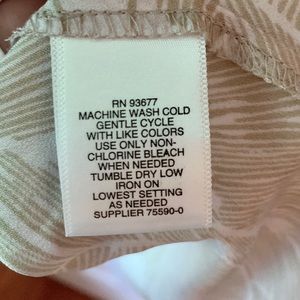 RN 93677
MACHINE WASH COLD
GENTLE CYCLE
WITH LIKE COLORS
USE ONLY NON-
CHLORINE BLEACH
WHEN NEEDED
TUMBLE DRY LOW
IRON ON
LOWEST SETTING
AS NEEDED
SUPPLIER 75590-0